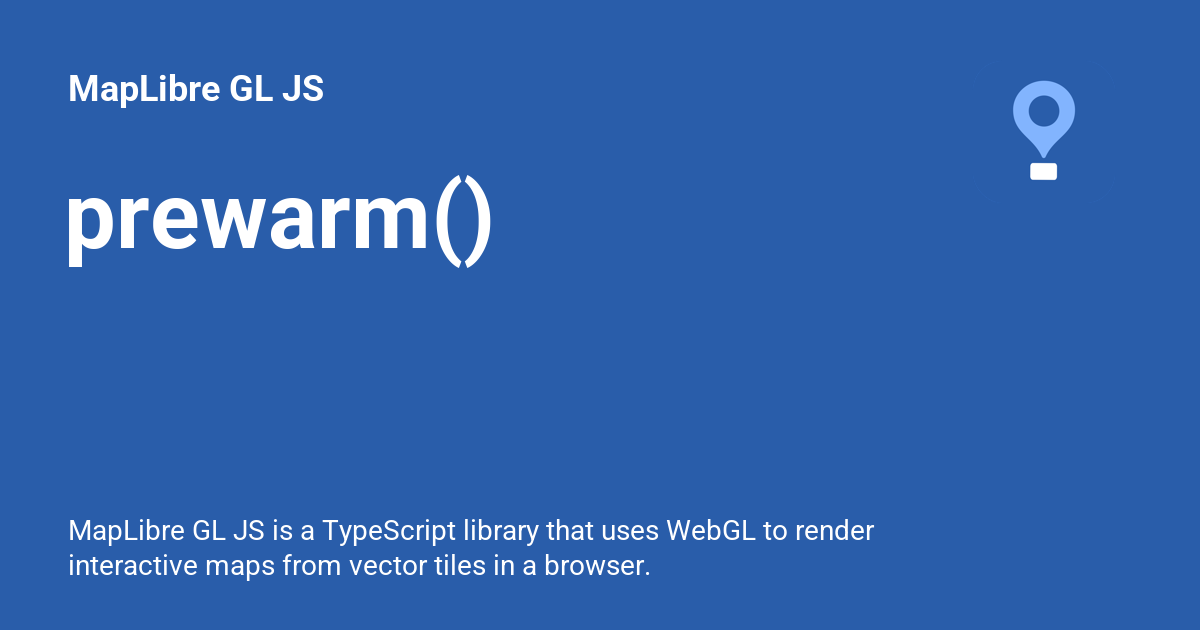 MapLibre GL JS
prewarm()
MapLibre GL JS is a TypeScript library that uses WebGL to render
interactive maps from vector tiles in a browser.